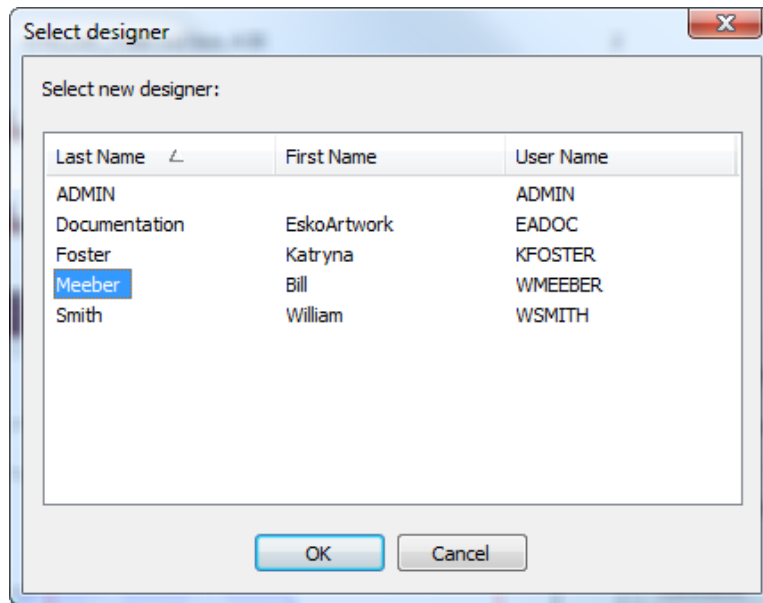 Select designer
Select new designer:
Last Name First Name User Name
ADMIN ADMIN
Documentation EskoArtwork EADOC
Foster Katryna KFOSTER
Meeber Bill WMEEBER
Smith William WSMITH
OK Cancel